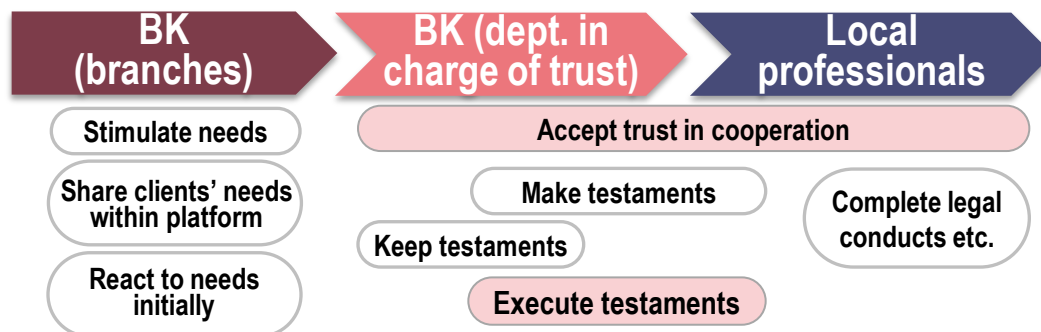 BK
(branches)
BK (dept. in
charge of trust)
Local
professionals
Stimulate needs
Share clients’ needs
within platform
React to needs
initially
Accept trust in cooperation
Make testaments
Keep testaments
Execute testaments
Complete legal
conducts etc.